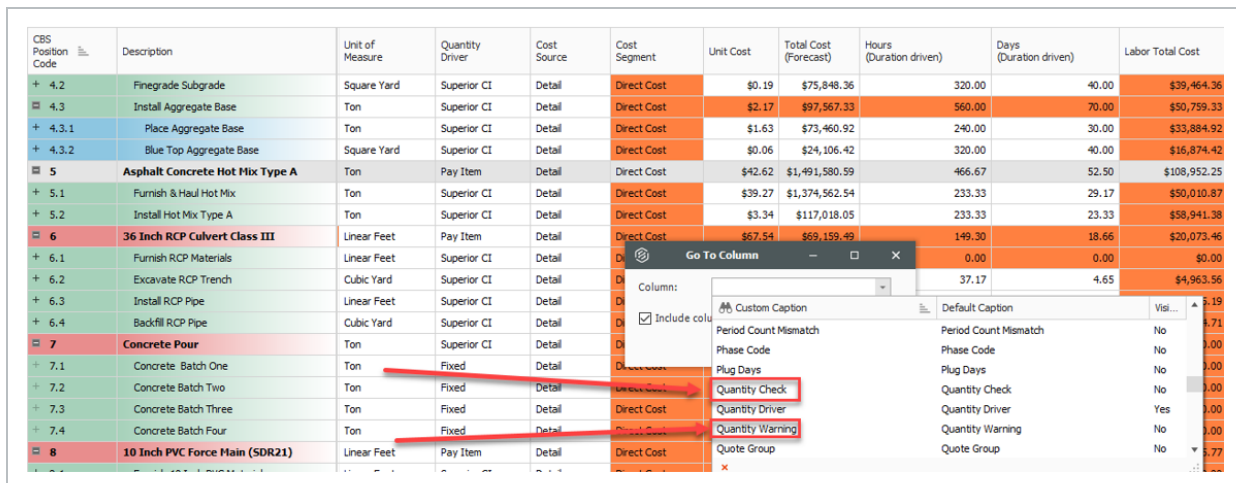 CBS Position Code Description Unit of Measure Quantity Driver Cost Source Cost Segment Unit Cost Total Cost (Forecast) Hours (Duration driven) Days (Duration driven) Labor Total Cost
+ 4.2 Finegrade Subgrade Square Yard Superior CI Detail Direct Cost $0.19 $75,848.36 320.00 40.00 $39,464.36
4.3 Install Aggregate Base Ton Superior CI Detail Direct Cost $2.17 $97,567.33 560.00 70.00 $50,759.33
+ 4.3.1 Place Aggregate Base Ton Superior CI Detail Direct Cost $1.63 $73,460.92 240.00 30.00 $33,884.92
+ 4.3.2 Blue Top Aggregate Base Square Yard Superior CI Detail Direct Cost $0.06 $24,106.42 320.00 40.00 $16,874.42
5 Asphalt Concrete Hot Mix Type A Ton Pay Item Detail Direct Cost $42.62 $1,491,580.59 466.67 52.50 $108,952.25
+ 5.1 Furnish & Haul Hot Mix Ton Superior CI Detail Direct Cost $39.27 $1,374,562.54 233.33 29.17 $50,010.87
+ 5.2 Install Hot Mix Type A Ton Superior CI Detail Direct Cost $3.34 $117,018.05 233.33 23.33 $58,941.38
6 36 Inch RCP Culvert Class III Linear Feet Pay Item Detail Direct Cost $67.54 $69,159.49 149.30 18.66 $20,073.46
+ 6.1 Furnish RCP Materials Linear Feet Superior CI Detail 0.00 0.00 $0.00
+ 6.2 Excavate RCP Trench Cubic Yard Superior CI Detail 37.17 4.65 $4,963.56
+ 6.3 Install RCP Pipe Linear Feet Superior CI Detail
+ 6.4 Backfill RCP Pipe Cubic Yard Superior CI Detail
7 Concrete Pour Ton Superior CI Detail
+ 7.1 Concrete Batch One Ton Fixed Detail
+ 7.2 Concrete Batch Two Ton Fixed Detail
+ 7.3 Concrete Batch Three Ton Fixed Detail Direct Cost
+ 7.4 Concrete Batch Four Ton Fixed Detail Direct Cost
8 10 Inch PVC Force Main (SDR21) Linear Feet Pay Item Detail Direct Cost
Go To Column
Column:
Include colu
Custom Caption Default Caption Visi...
Period Count Mismatch Period Count Mismatch No
Phase Code Phase Code No
Plug Days Plug Days No
Quantity Check Quantity Check No
Quantity Driver Quantity Driver Yes
Quantity Warning Quantity Warning No
Quote Group Quote Group No